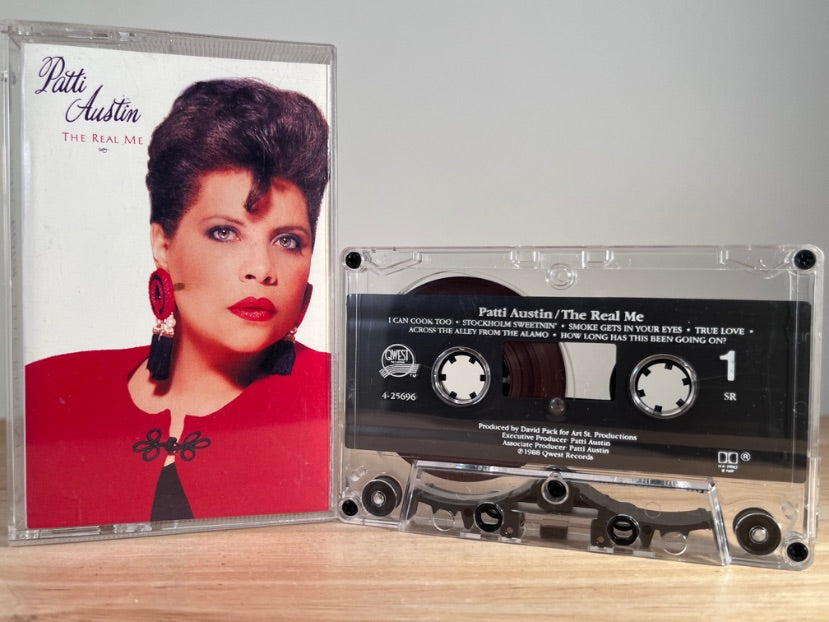 Patti
Austin
THE REAL ME
Patti Austin/The Real Me
I CAN COOK TOO • STOCKHOLM SWEETNIN' • SMOKE GETS IN YOUR EYES • TRUE LOVE •
ACROSS THE ALLEY FROM THE ALAMO • HOW LONG HAS THIS BEEN GOING ON?
QWEST
TM
4-25696
1
SR
Produced by David Pack for Art St. Productions
Executive Producer Patti Austin
Associate Producer Patti Austin
℗1988 Qwest Records